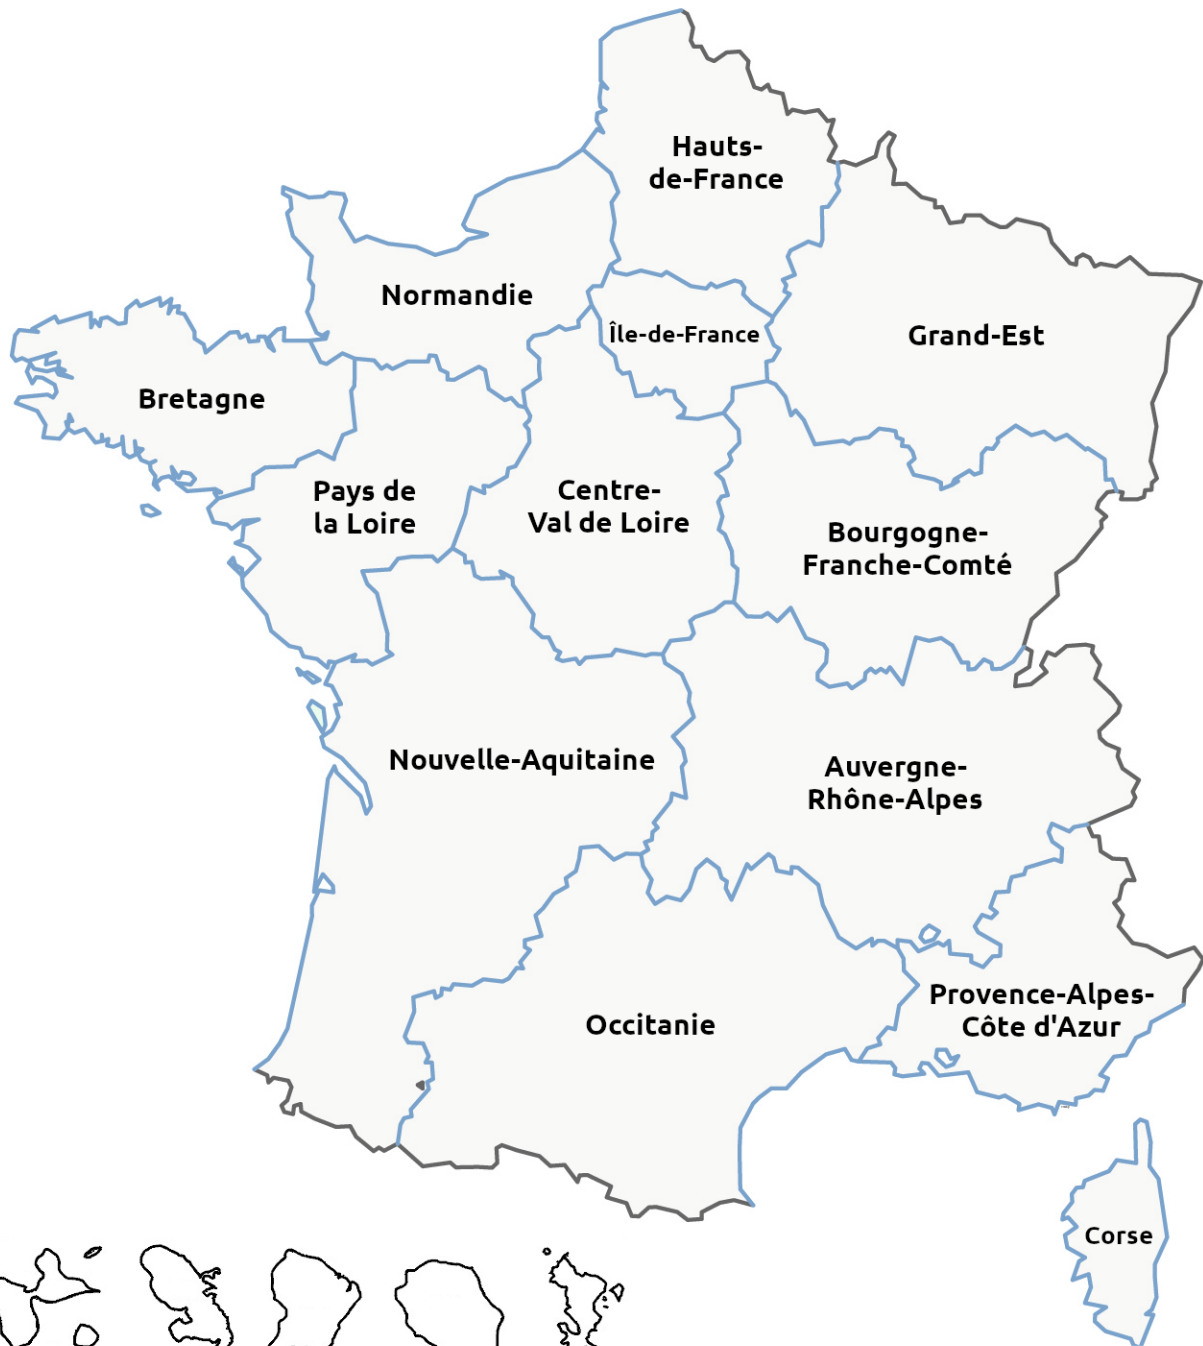 Hauts-
de-France
Normandie
Île-de-France
Grand-Est
Bretagne
Pays de
la Loire
Centre-
Val de Loire
Bourgogne-
Franche-Comté
Nouvelle-Aquitaine
Auvergne-
Rhône-Alpes
Occitanie
Provence-Alpes-
Côte d'Azur
Corse